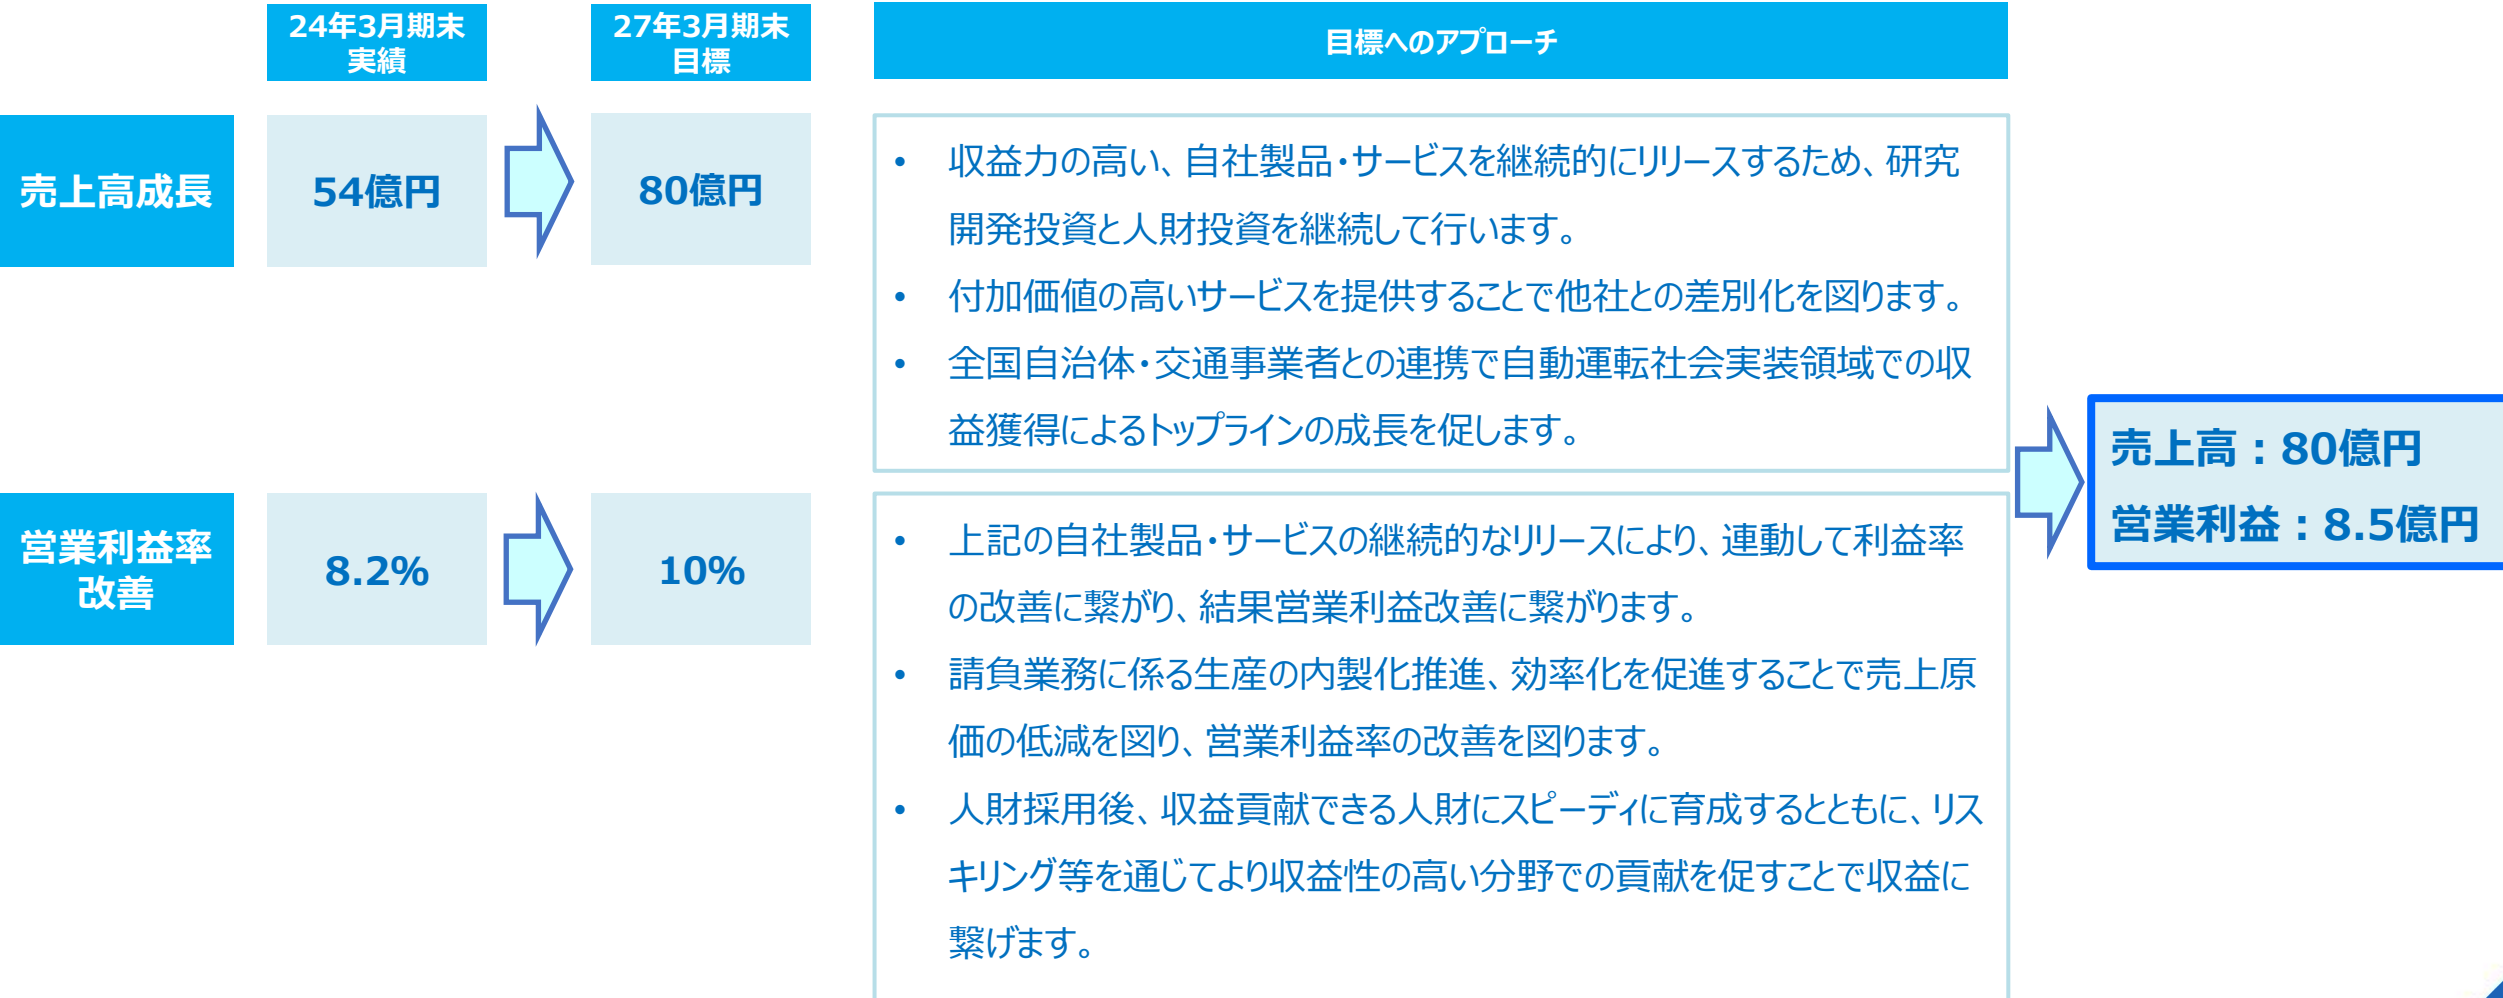 24年3月期末
実績
27年3月期末
目標
目標へのアプローチ
売上高成長
54億円
80億円
• 収益力の高い、自社製品・サービスを継続的にリリースするため、研究
開発投資と人財投資を継続して行います。
• 付加価値の高いサービスを提供することで他社との差別化を図ります。
• 全国自治体・交通事業者との連携で自動運転社会実装領域での収
益獲得によるトップラインの成長を促します。
営業利益率
改善
8.2%
10%
• 上記の自社製品・サービスの継続的なリリースにより、連動して利益率
の改善に繋がり、結果営業利益改善に繋がります。
• 請負業務に係る生産の内製化推進、効率化を促進することで売上原
価の低減を図り、営業利益率の改善を図ります。
• 人財採用後、収益貢献できる人財にスピーディに育成するとともに、リス
キリング等を通じてより収益性の高い分野での貢献を促すことで収益に
繋げます。
売上高：80億円
営業利益：8.5億円